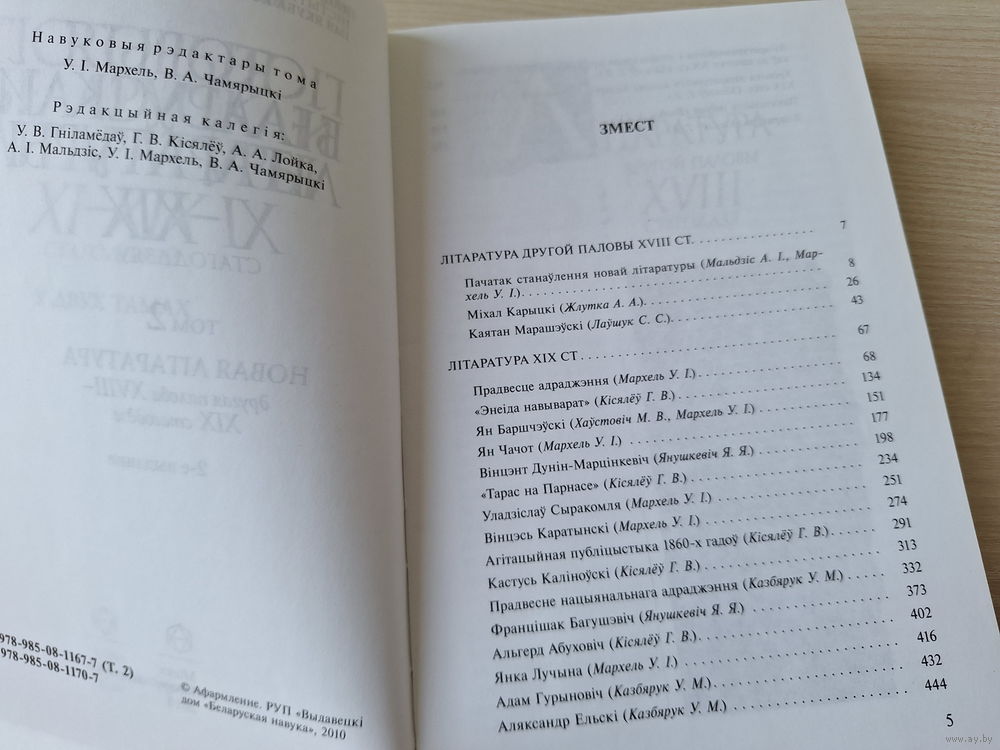 Навуковыя рэдактары тома
У. І. Мархель, В. А. Чамярыцкі
Рэдакцыйная калегія:
У. В. Гніламёдаў, Г. В. Кісялёў, А. А. Лойка,
А. І. Мальдзіс, У. І. Мархель, В. А. Чамярыцкі
978-985-08-1167-7 (Т. 2)
978-985-08-1170-7
© Афармленне. РУП «Выдавецкі
дом «Беларуская навука», 2010
ЗМЕСТ
ЛІТАРАТУРА ДРУГОЙ ПАЛОВЫ XVIII СТ. 7
Пачатак станаўлення новай літаратуры (Мальдзіс А. І., Мар-
хель У. І.) 8
Міхал Карыцкі (Жлутка А. А.) 26
Каятан Марашэўскі (Лаўшук С. С.) 43
ЛІТАРАТУРА XIX СТ 67
Прадвесце адраджэння (Мархель У. І.) 68
«Энеіда навыварат» (Кісялёў Г. В.) 134
Ян Баршчэўскі (Хаўстовіч М. В., Мархель У. І.) 151
Ян Чачот (Мархель У. І.) 177
Вінцэнт Дунін-Марцінкевіч (Янушкевіч Я. Я.) 198
«Тарас на Парнасе» (Кісялёў Г. В.) 234
Уладзіслаў Сыракомля (Мархель У. І.) 251
Вінцэсь Каратынскі (Мархель У. І.) 274
Агітацыйная публіцыстыка 1860-х гадоў (Кісялёў Г. В.) 291
Кастусь Каліноўскі (Кісялёў Г. В.) 313
Прадвесне нацыянальнага адраджэння (Казбярук У. М.) 332
Францішак Багушэвіч (Янушкевіч Я. Я.) 373
Альгерд Абуховіч (Кісялёў Г. В.) 402
Янка Лучына (Мархель У. І.) 416
Адам Гурыновіч (Казбярук У. М.) 432
Аляксандр Ельскі (Казбярук У. М.) 444
5
www.ay.by